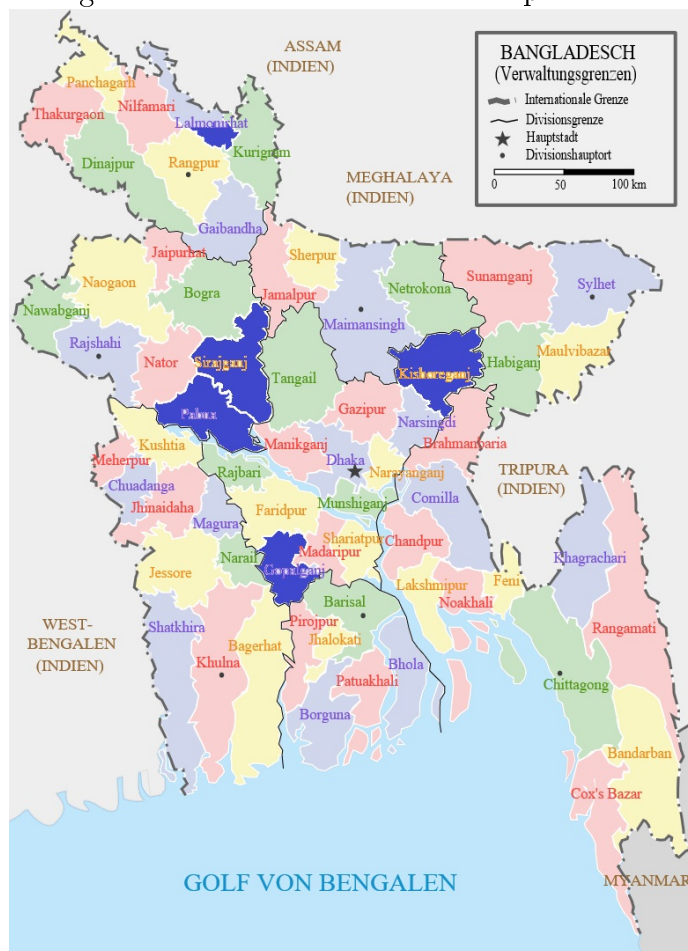 ASSAM
(INDIEN)
BANGLADESCH
(Verwaltungsgrenzen)
Internationale Grenze
Divisionsgrenze
Hauptstadt
Divisionshauptort
0 50 100 km
Panchagarh
Thakurgaon
Nilfamari
Lalmonishat
Dinajpur
Rangpur
Kurigram
MEGHALAYA
(INDIEN)
Gaibandha
Jaipurhat
Sherpur
Sunamganj
Naogaon
Bogra
Jamalpur
Netrokona
Sylhet
Nawabganj
Maimansingh
Rajshahi
Nator
Sirajganj
Tangail
Kishoreganj
Habiganj
Maulvibazar
Pabna
Gazipur
Narsingdi
Kushtia
Manikganj
Brahmanbaria
Meherpur
Rajbari
Dhaka
Narayanganj
TRIPURA
(INDIEN)
Chuadanga
Jhinaidaha
Magura
Faridpur
Munshiganj
Comilla
Shariatpur
Chandpur
Narail
Madaripur
Khagrachari
Jessore
Gopalganj
Lakshmipur
Feni
Noakhali
WEST-
BENGALEN
(INDIEN)
Shatkhira
Barisal
Pirojpur
Jhalokati
Rangamati
Khulna
Bagerhat
Bhola
Patuakhali
Chittagong
Borguna
Bandarban
Cox's Bazar
GOLF VON BENGALEN
MYANMAR